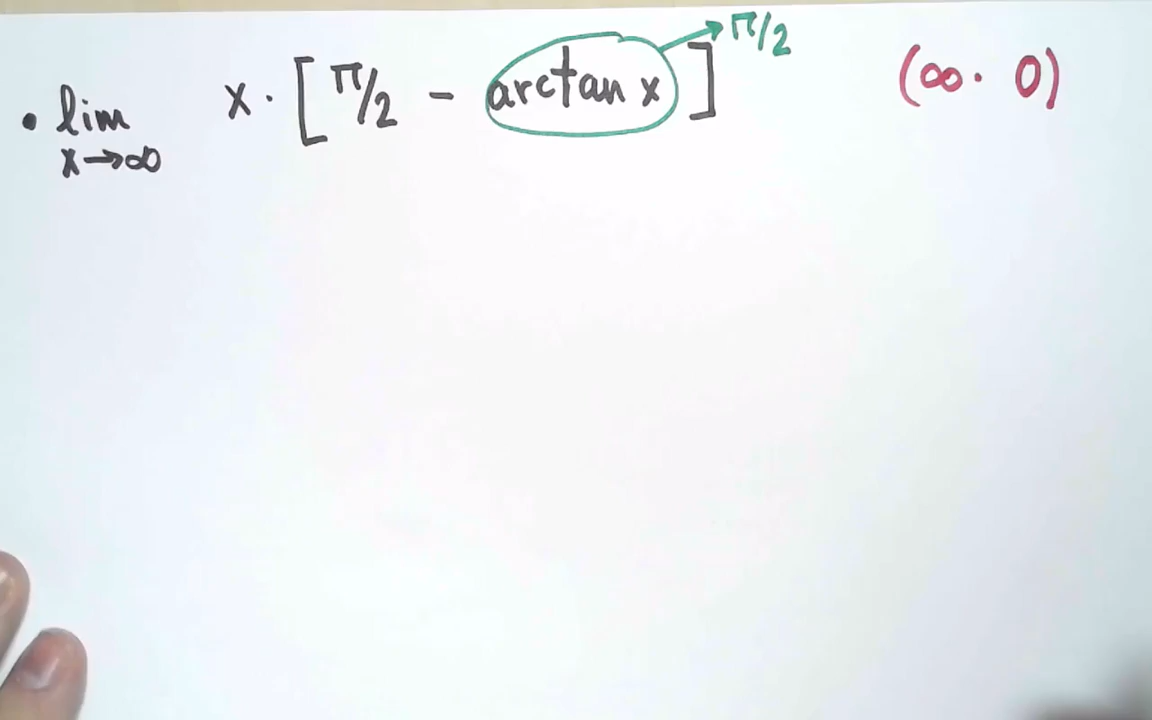 • lim x · [π/2 - arctan x] → π/2 (∞ · 0)
x→∞